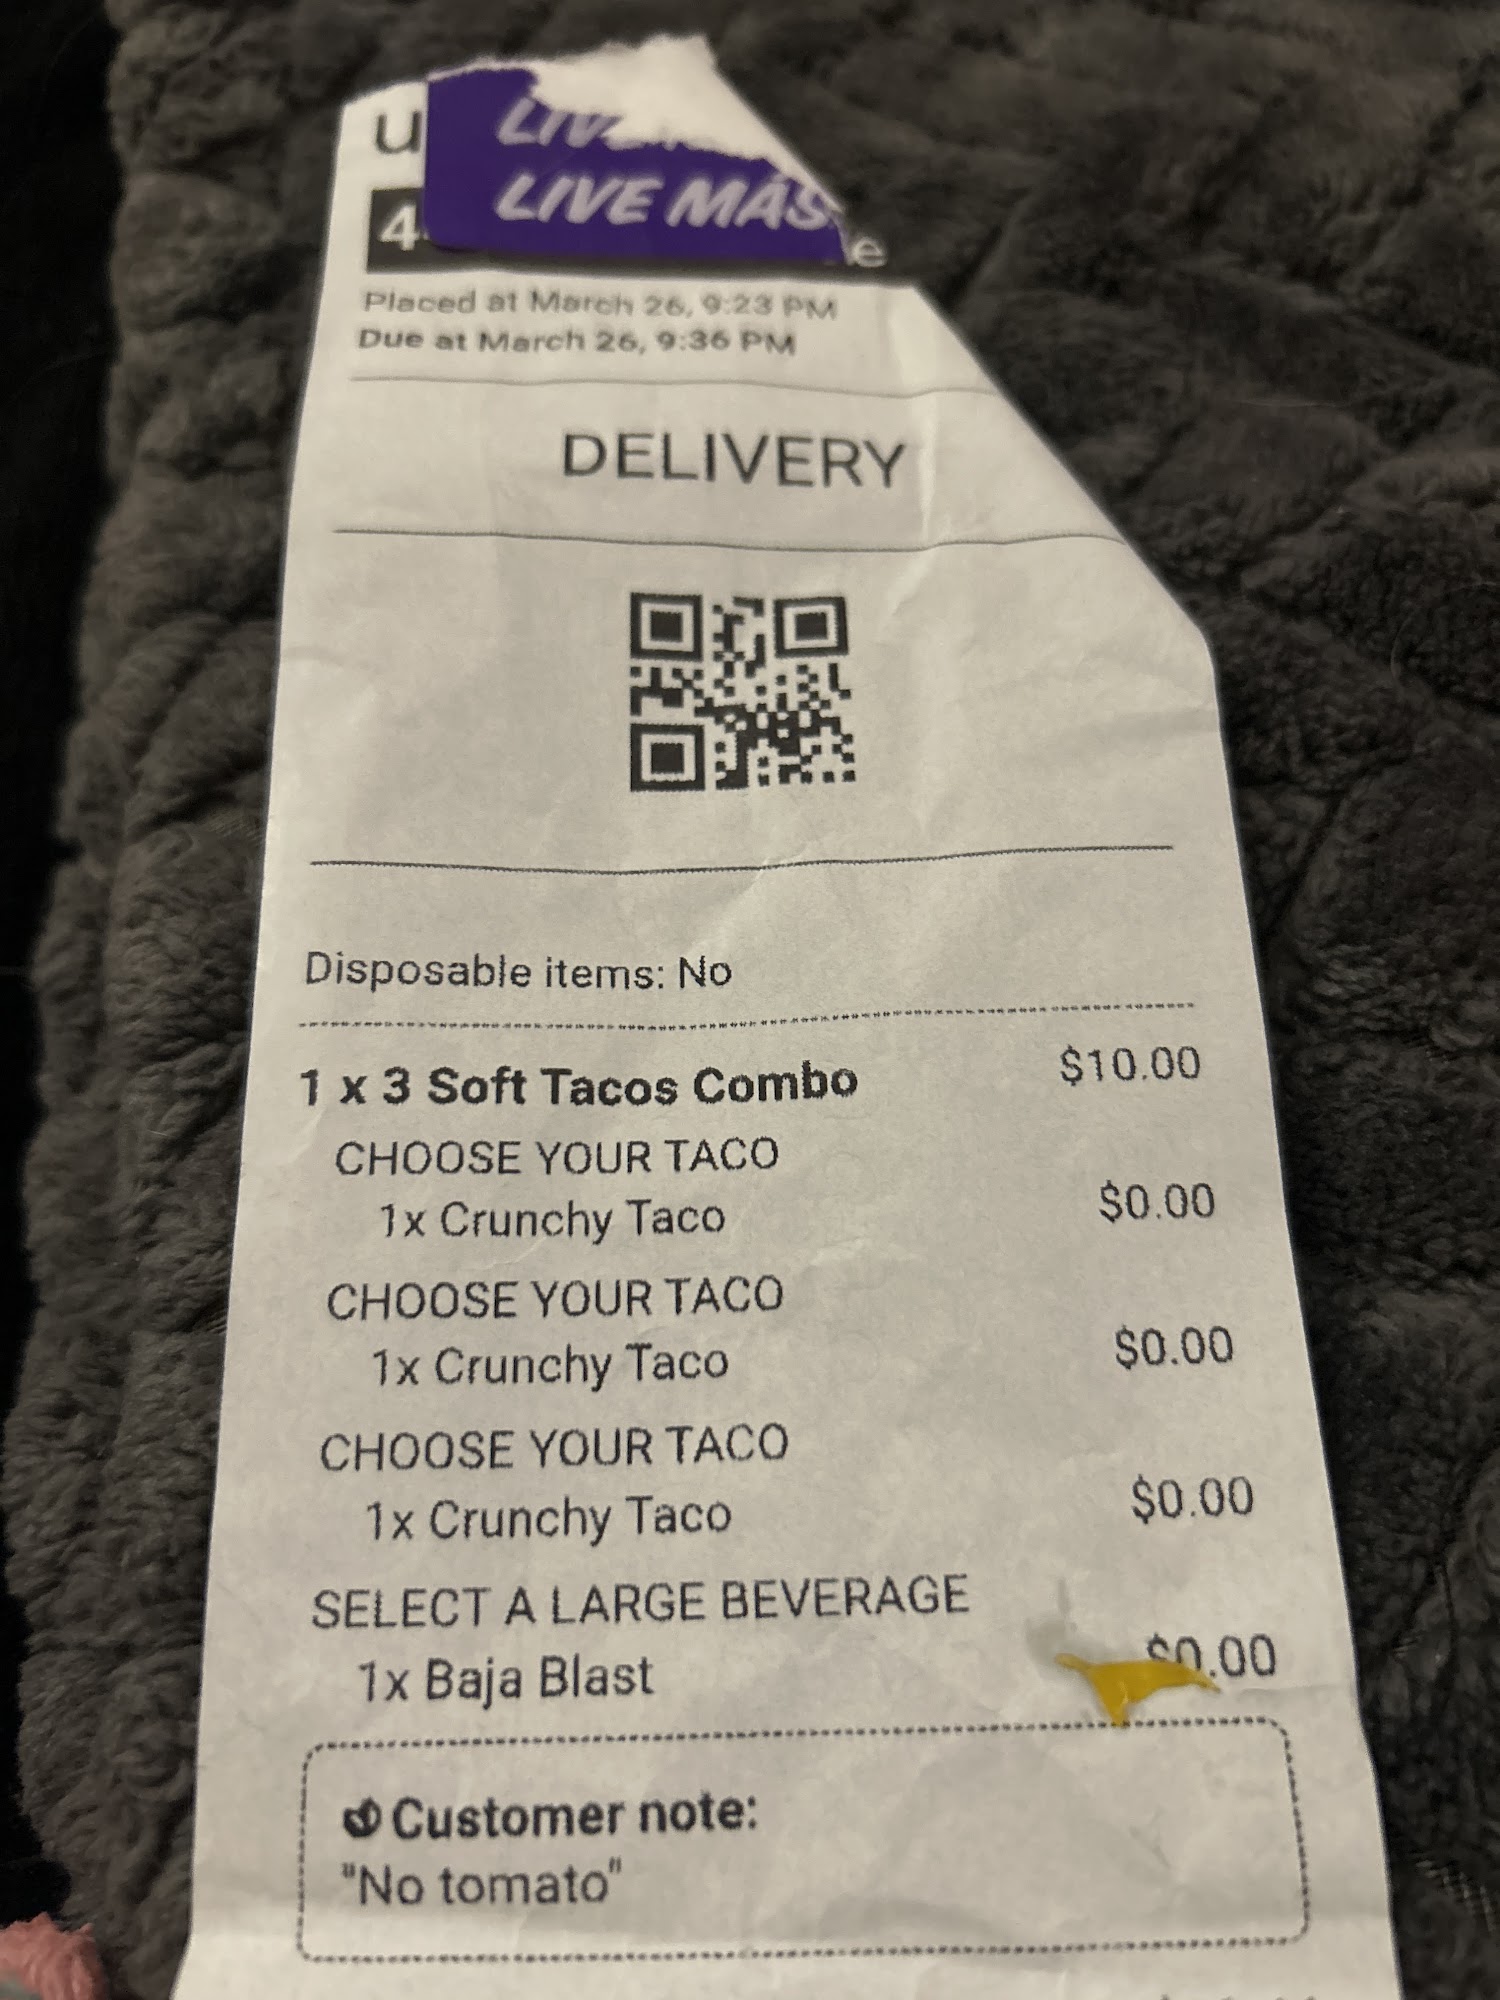 LIVE MÁS
4
Placed at March 26, 9:23 PM
Due at March 26, 9:36 PM
DELIVERY
Disposable items: No
1 x 3 Soft Tacos Combo $10.00
CHOOSE YOUR TACO
1x Crunchy Taco $0.00
CHOOSE YOUR TACO
1x Crunchy Taco $0.00
CHOOSE YOUR TACO
1x Crunchy Taco $0.00
SELECT A LARGE BEVERAGE
1x Baja Blast $0.00
Customer note:
"No tomato"